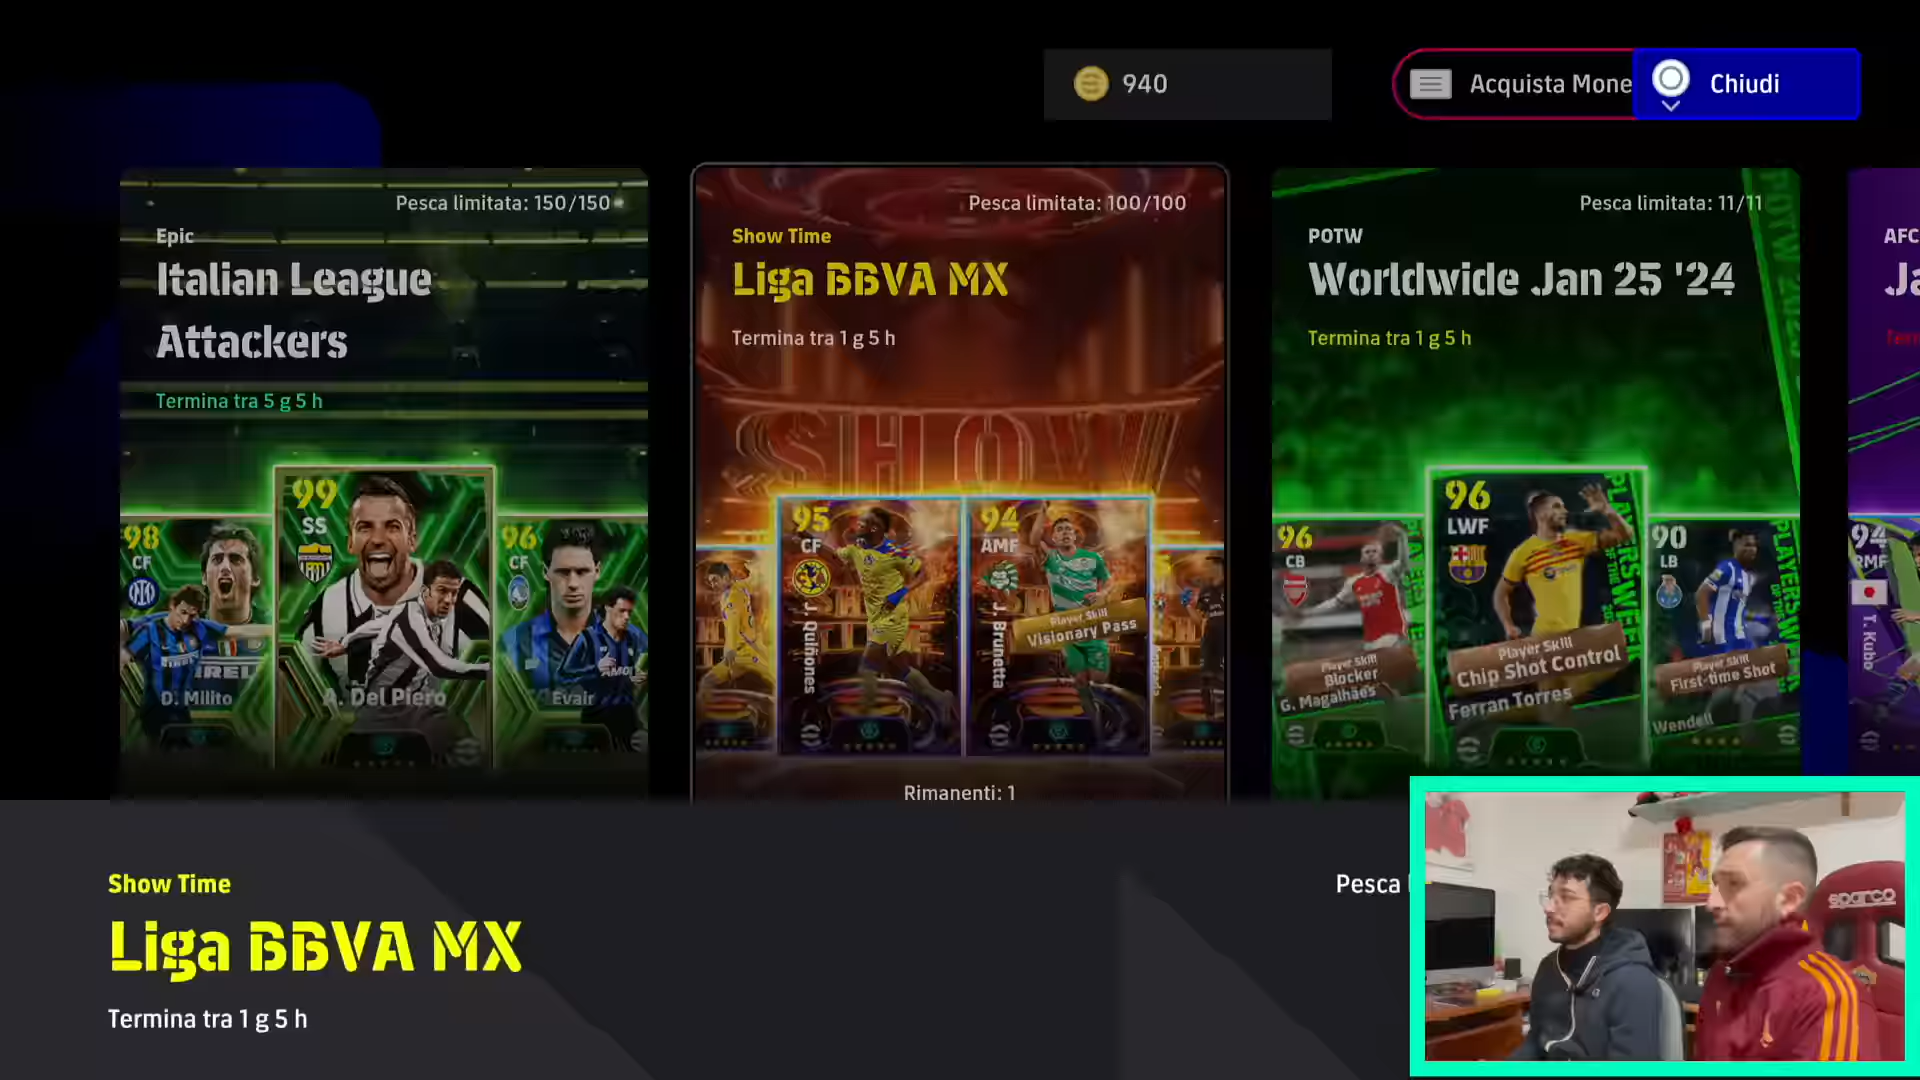 940
Acquista Mone
Chiudi
Pesca limitata: 150/150
Epic
Italian League
Attackers
Termina tra 5 g 5 h
98
CF
D. Milito
99
SS
A. Del Piero
96
CF
Evair
Pesca limitata: 100/100
Show Time
Liga BBVA MX
Termina tra 1 g 5 h
SHOW
95
CF
J. Quiñones
94
AMF
J. Brunetta
Player Skill
Visionary Pass
Rimanenti: 1
Pesca limitata: 11/11
POTW
Worldwide Jan 25 '24
Termina tra 1 g 5 h
96
CB
Player Skill
Blocker
G. Magalhães
96
LWF
Player Skill
Chip Shot Control
Ferran Torres
90
LB
Player Skill
First-time Shot
Wendell
AFC
Ja
94
RMF
T. Kubo
Show Time
Liga BBVA MX
Termina tra 1 g 5 h
Pesca
sparco